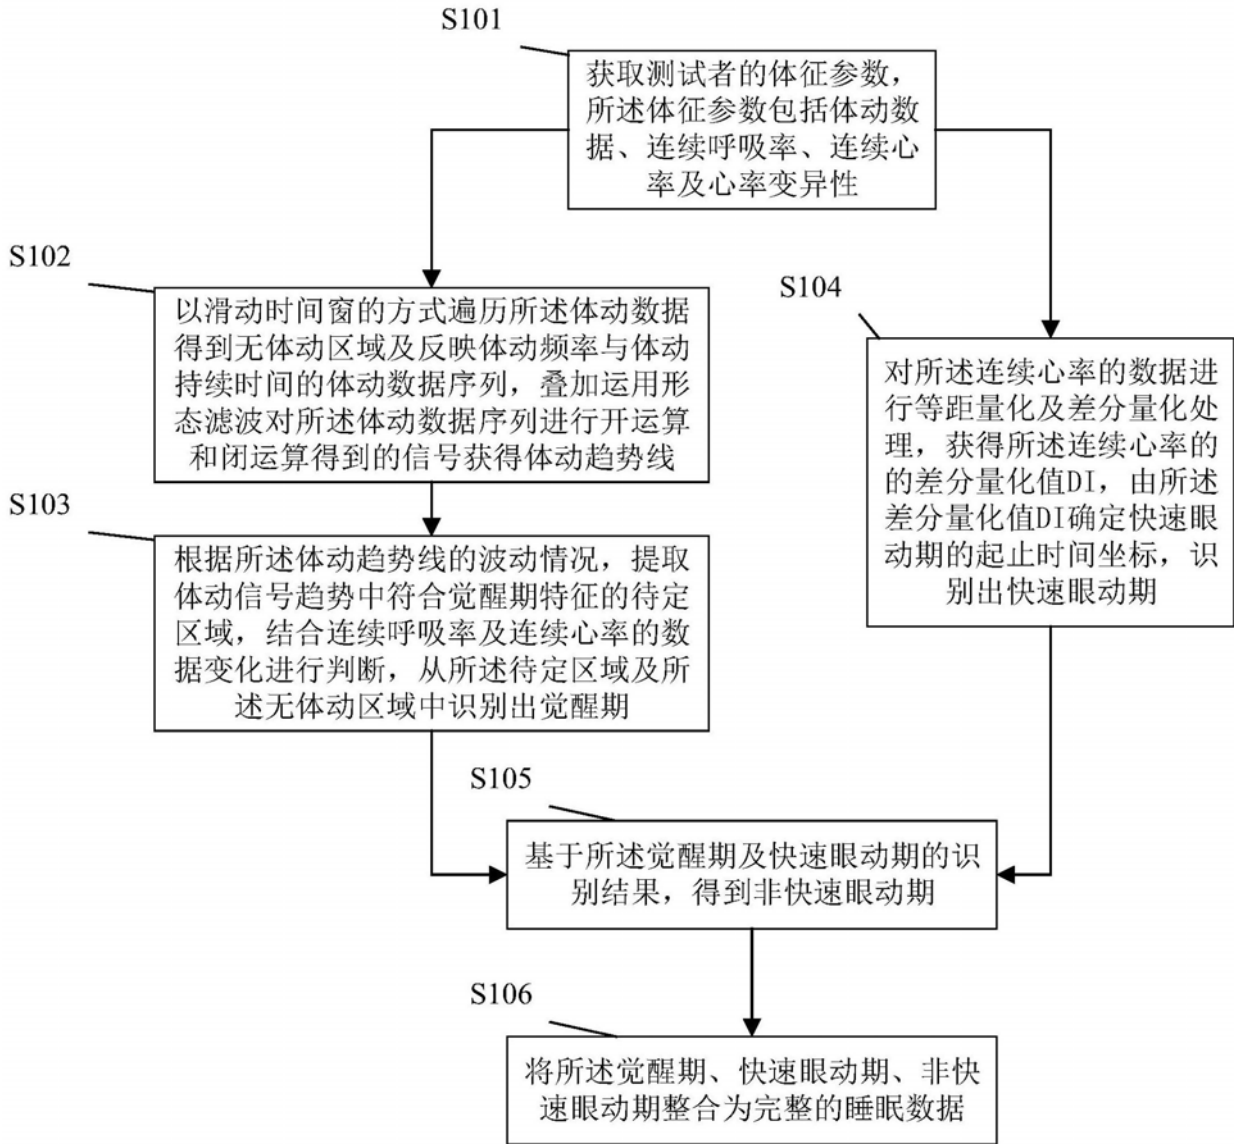 S101
获取测试者的体征参数，
所述体征参数包括体动数
据、连续呼吸率、连续心
率及心率变异性
S102
以滑动时间窗的方式遍历所述体动数据
得到无体动区域及反映体动频率与体动
持续时间的体动数据序列，叠加运用形
态滤波对所述体动数据序列进行开运算
和闭运算得到的信号获得体动趋势线
S104
对所述连续心率的数据进
行等距量化及差分量化处
理，获得所述连续心率的
的差分量化值DI，由所述
差分量化值DI确定快速眼
动期的起止时间坐标，识
别出快速眼动期
S103
根据所述体动趋势线的波动情况，提取
体动信号趋势中符合觉醒期特征的待定
区域，结合连续呼吸率及连续心率的数
据变化进行判断，从所述待定区域及所
述无体动区域中识别出觉醒期
S105
基于所述觉醒期及快速眼动期的识
别结果，得到非快速眼动期
S106
将所述觉醒期、快速眼动期、非快
速眼动期整合为完整的睡眠数据